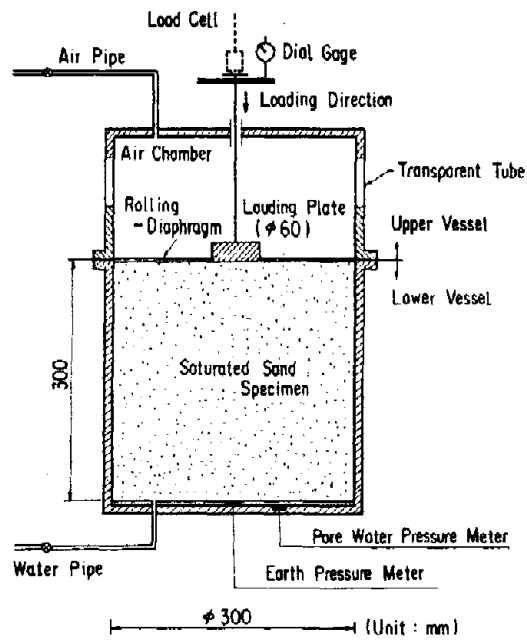 Load Cell
Dial Gage
Air Pipe
Loading Direction
Air Chamber
Transparent Tube
Rolling
-Diaphragm
Loading Plate
(φ60)
Upper Vessel
Lower Vessel
300
Saturated Sand
Specimen
Pore Water Pressure Meter
Water Pipe
Earth Pressure Meter
φ300
(Unit : mm)